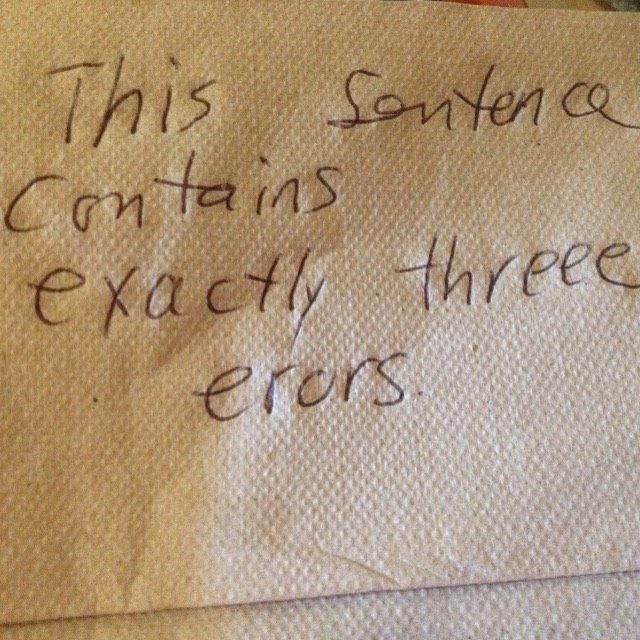 This Sentence
contains
exactly threee
erors.